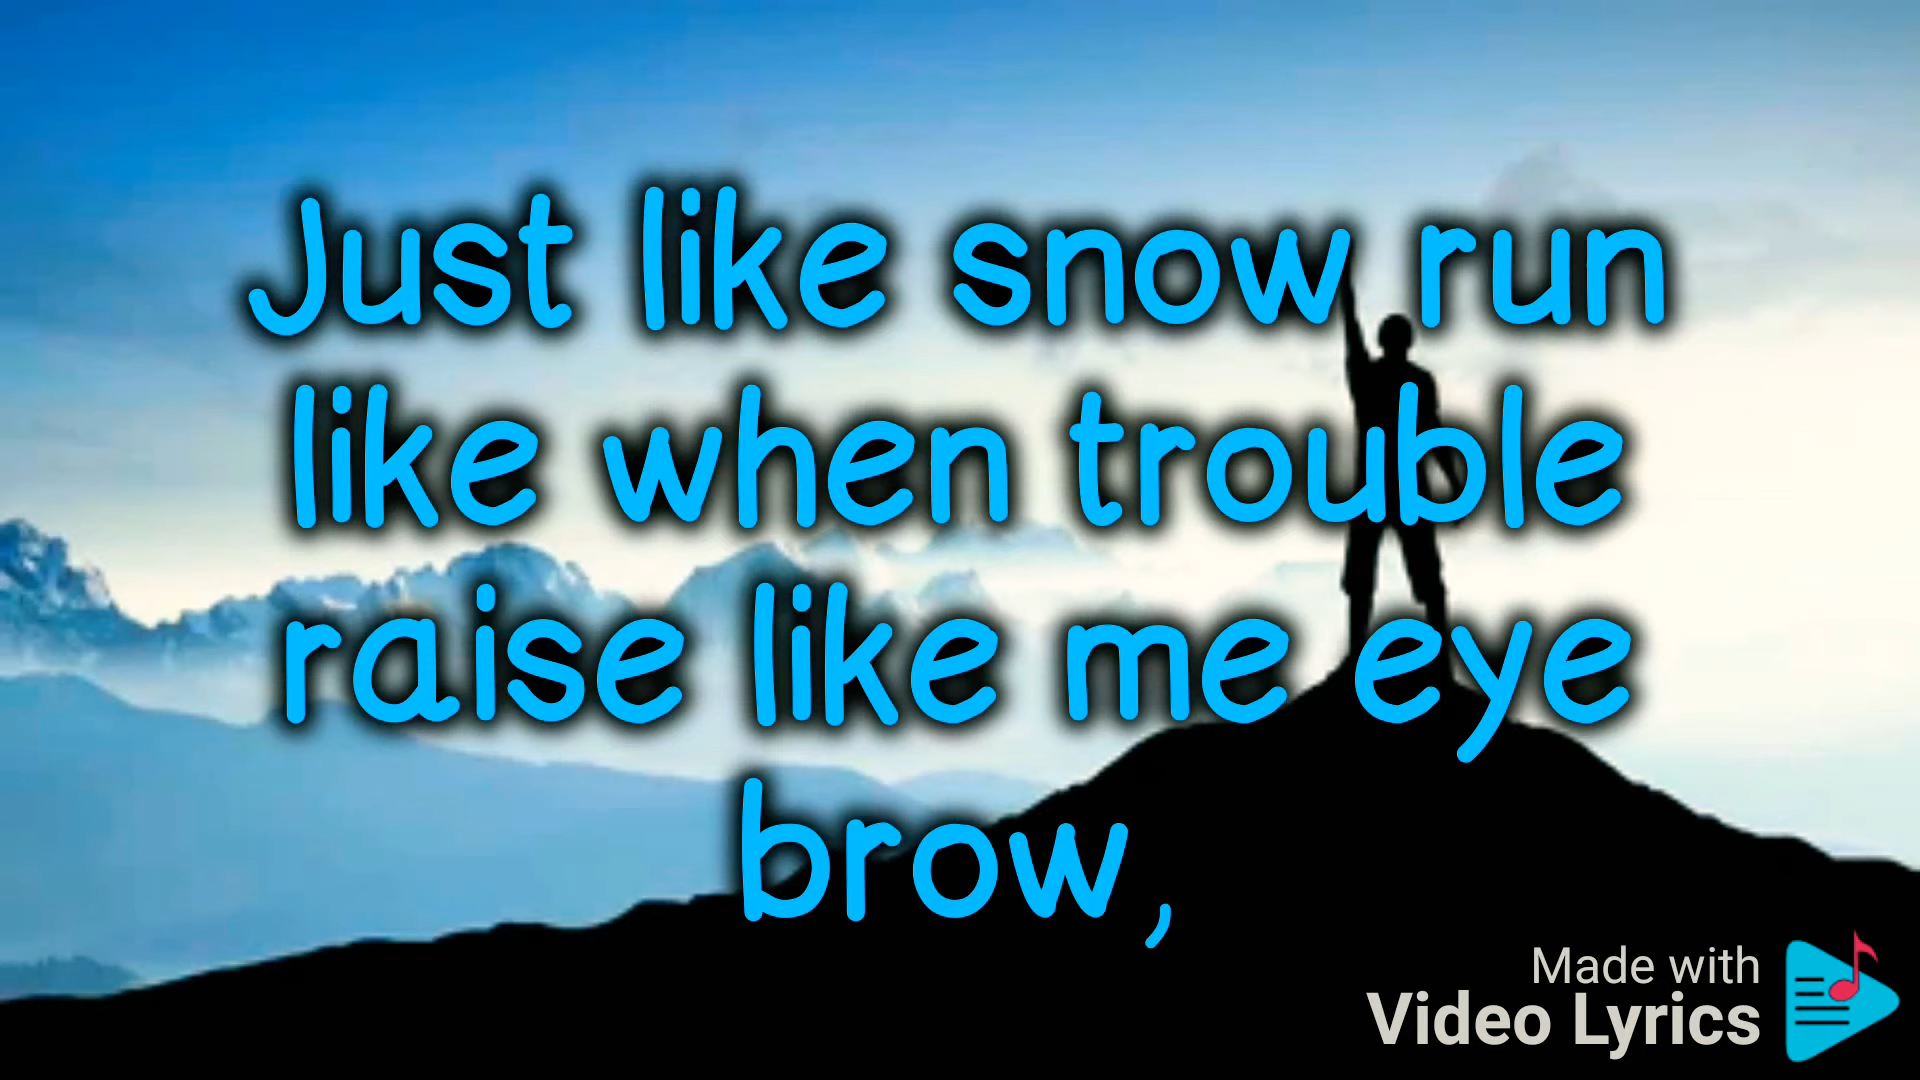 Just like snow run
like when trouble
raise like me eye
brow,
Made with
Video Lyrics